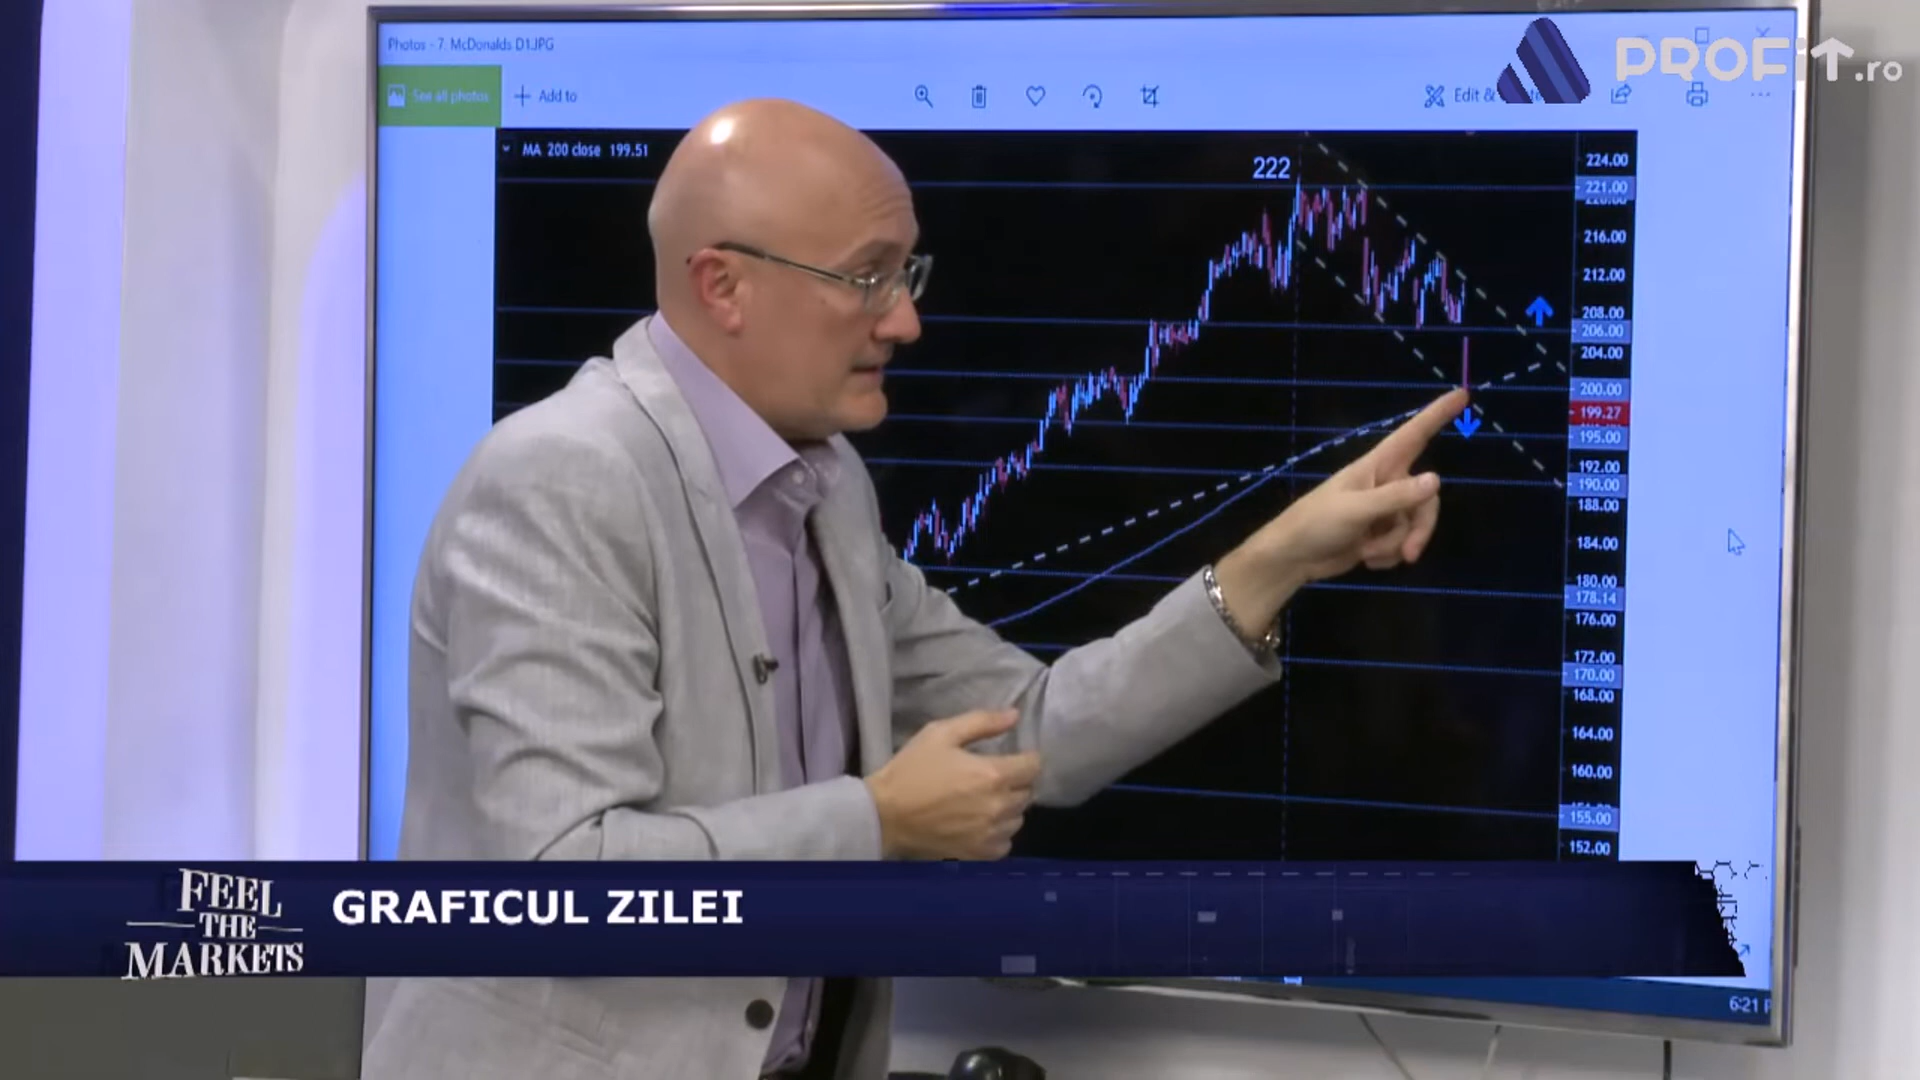 Photos - 7. McDonalds D1.JPG
PROFIT.ro
See all photos
Add to
Edit &
MA 200 close 199.51
222
224.00
221.00
216.00
212.00
208.00
206.00
204.00
200.00
199.27
195.00
192.00
190.00
188.00
184.00
180.00
178.14
176.00
172.00
170.00
168.00
164.00
160.00
155.00
152.00
FEEL
THE
MARKETS
GRAFICUL ZILEI
6:21